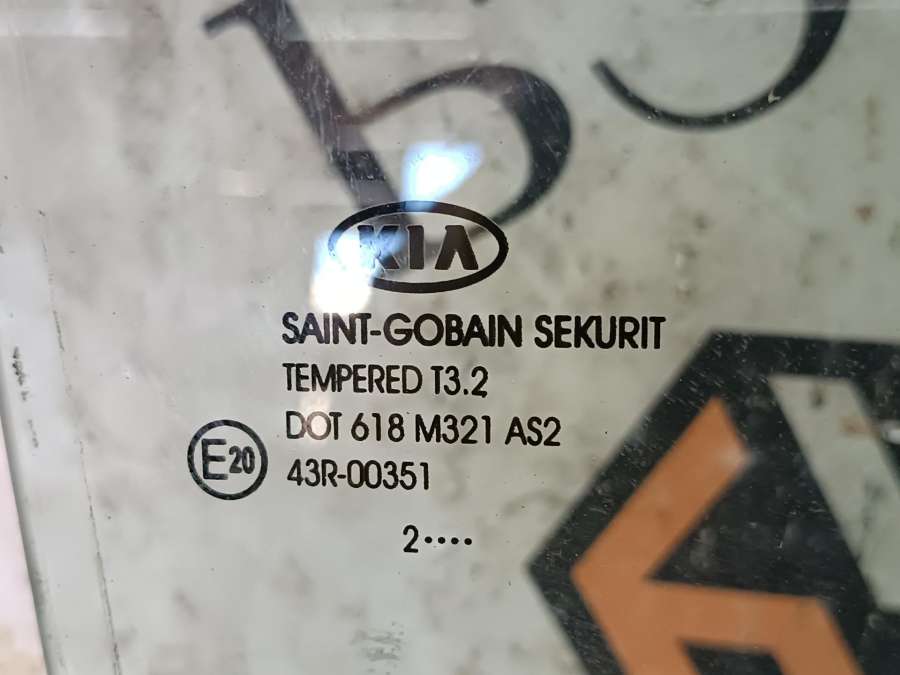 KIA
SAINT-GOBAIN SEKURIT
TEMPERED T3.2
DOT 618 M321 AS2
E20
43R-00351
2••••